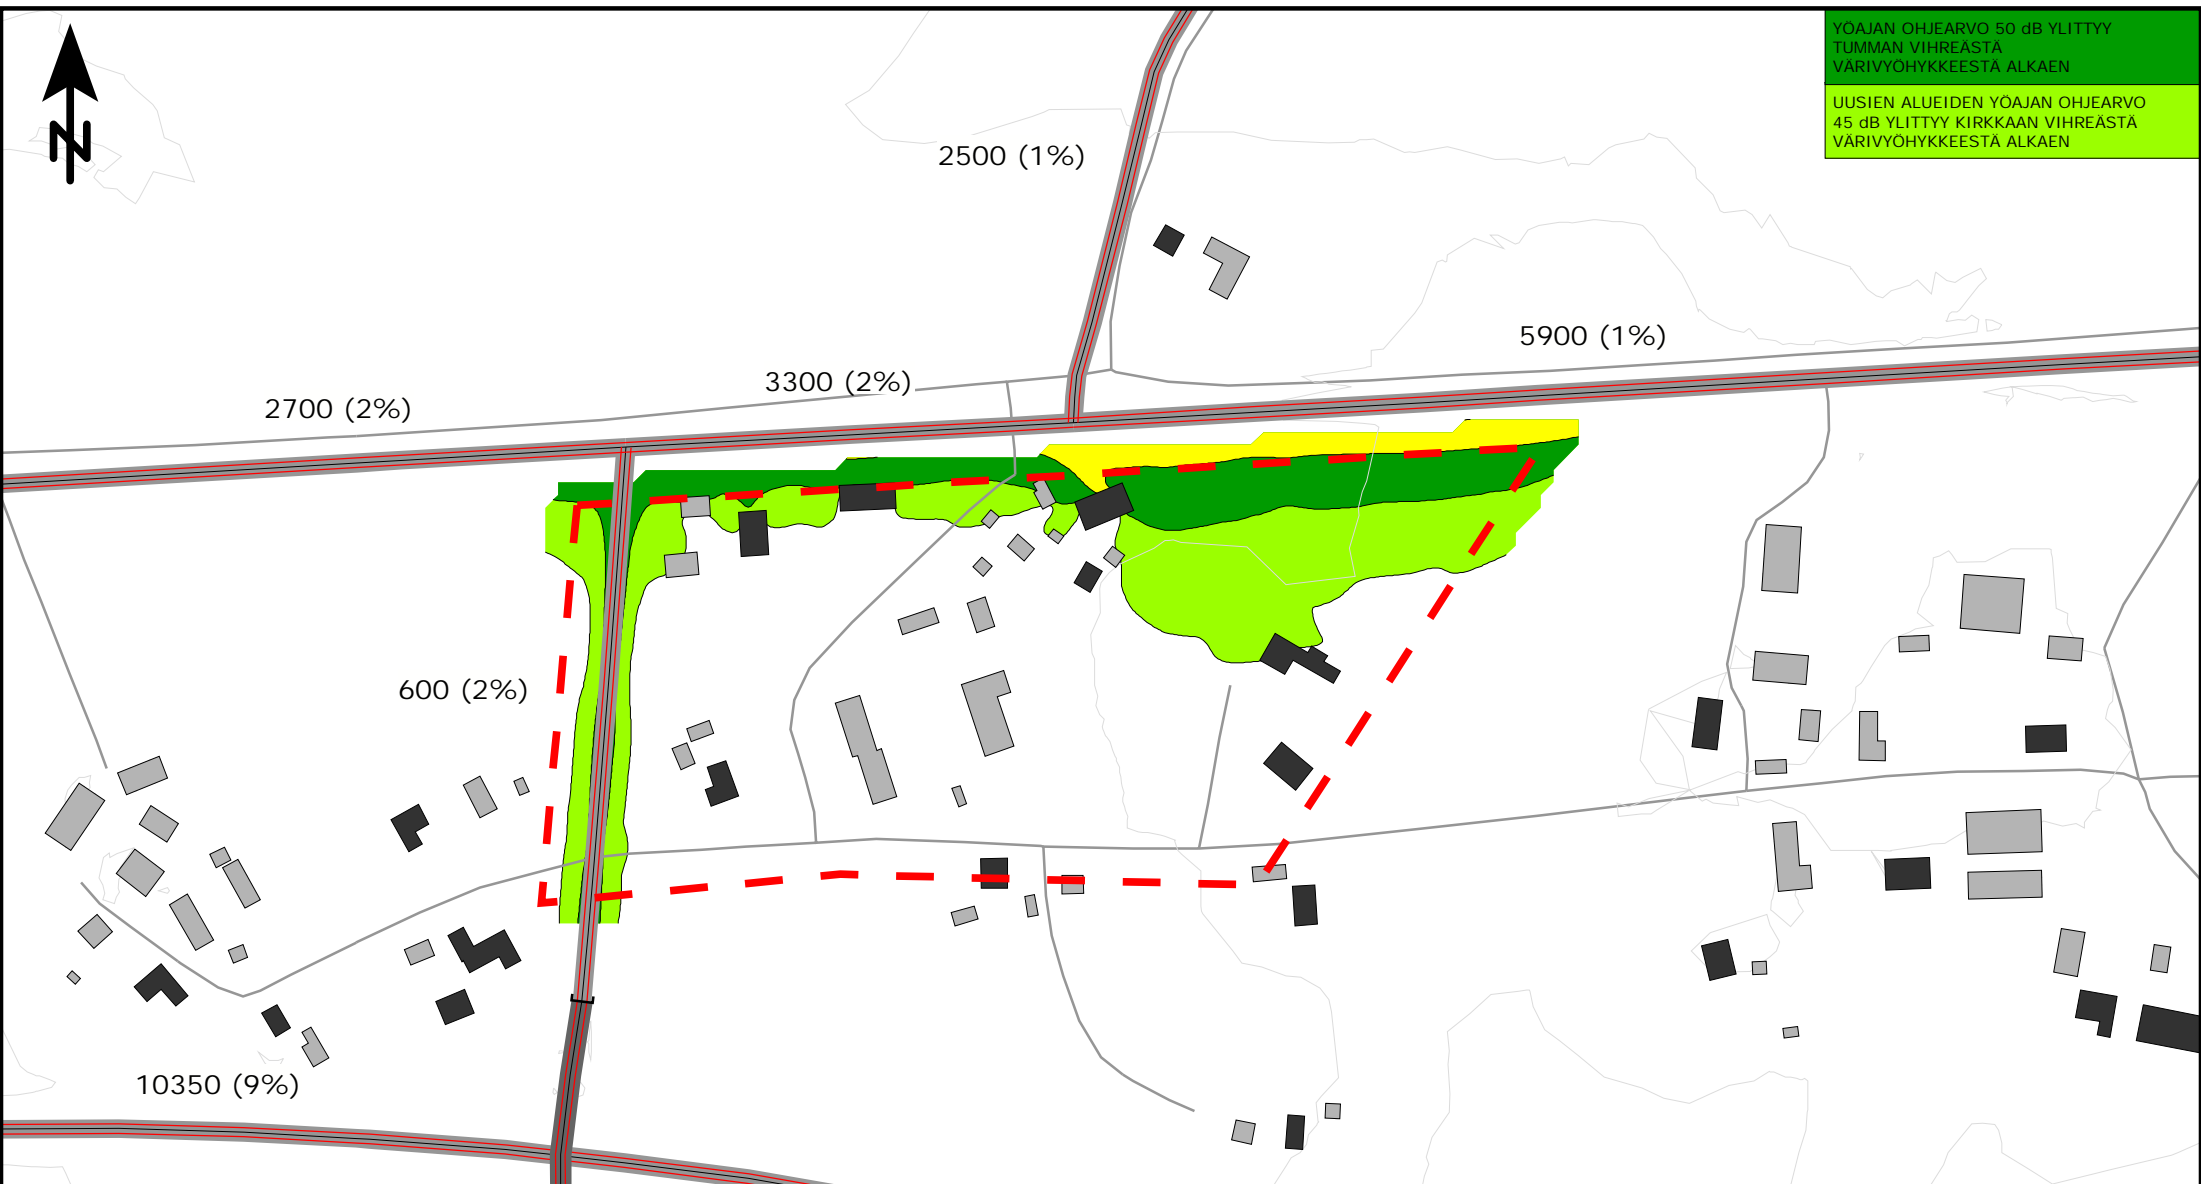 YÖAJAN OHJEARVO 50 dB YLITTYY
TUMMAN VIHREÄSTÄ
VÄRIVYÖHYKKEESTÄ ALKAEN
UUSIEN ALUEIDEN YÖAJAN OHJEARVO
45 dB YLITTYY KIRKKAAN VIHREÄSTÄ
VÄRIVYÖHYKKEESTÄ ALKAEN
N
2500 (1%)
5900 (1%)
3300 (2%)
2700 (2%)
600 (2%)
10350 (9%)